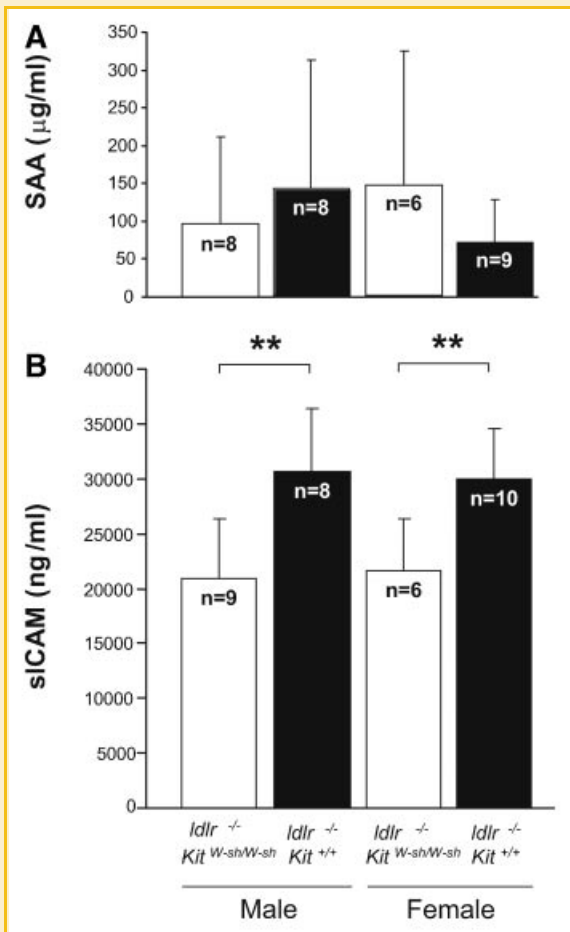 A
SAA (μg/ml)
350
300
250
200
150
100
50
0
n=8
n=8
n=6
n=9
B
sICAM (ng/ml)
** **
40000
35000
30000
25000
20000
15000
10000
5000
0
n=9
n=8
n=6
n=10
ldlr -/- ldlr -/- ldlr -/- ldlr -/-
Kit W-sh/W-sh Kit +/+ Kit W-sh/W-sh Kit +/+
Male Female